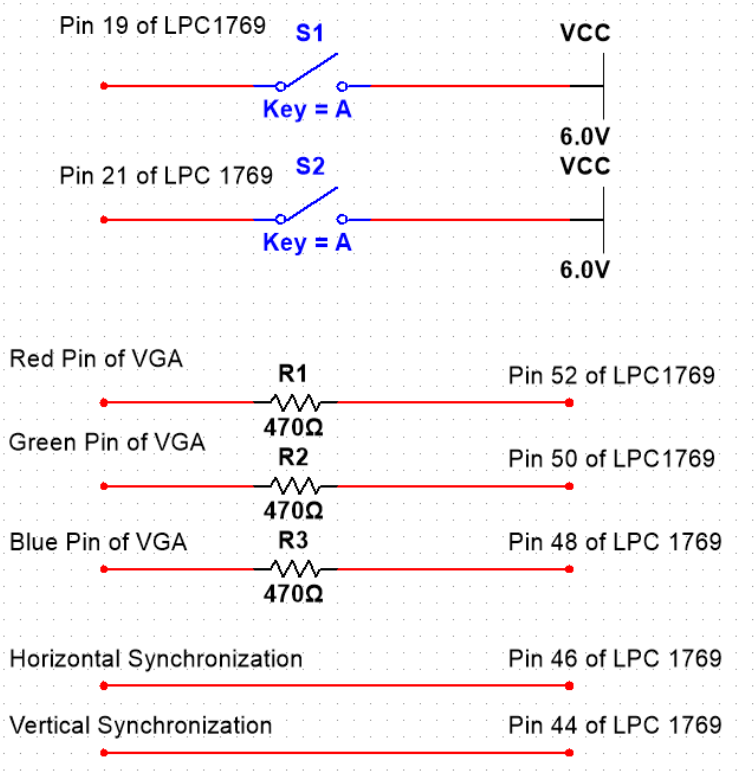 Pin 19 of LPC1769
S1
VCC
Key = A
6.0V
Pin 21 of LPC 1769
S2
VCC
Key = A
6.0V
Red Pin of VGA
R1
Pin 52 of LPC1769
470Ω
Green Pin of VGA
R2
Pin 50 of LPC1769
470Ω
Blue Pin of VGA
R3
Pin 48 of LPC 1769
470Ω
Horizontal Synchronization
Pin 46 of LPC 1769
Vertical Synchronization
Pin 44 of LPC 1769